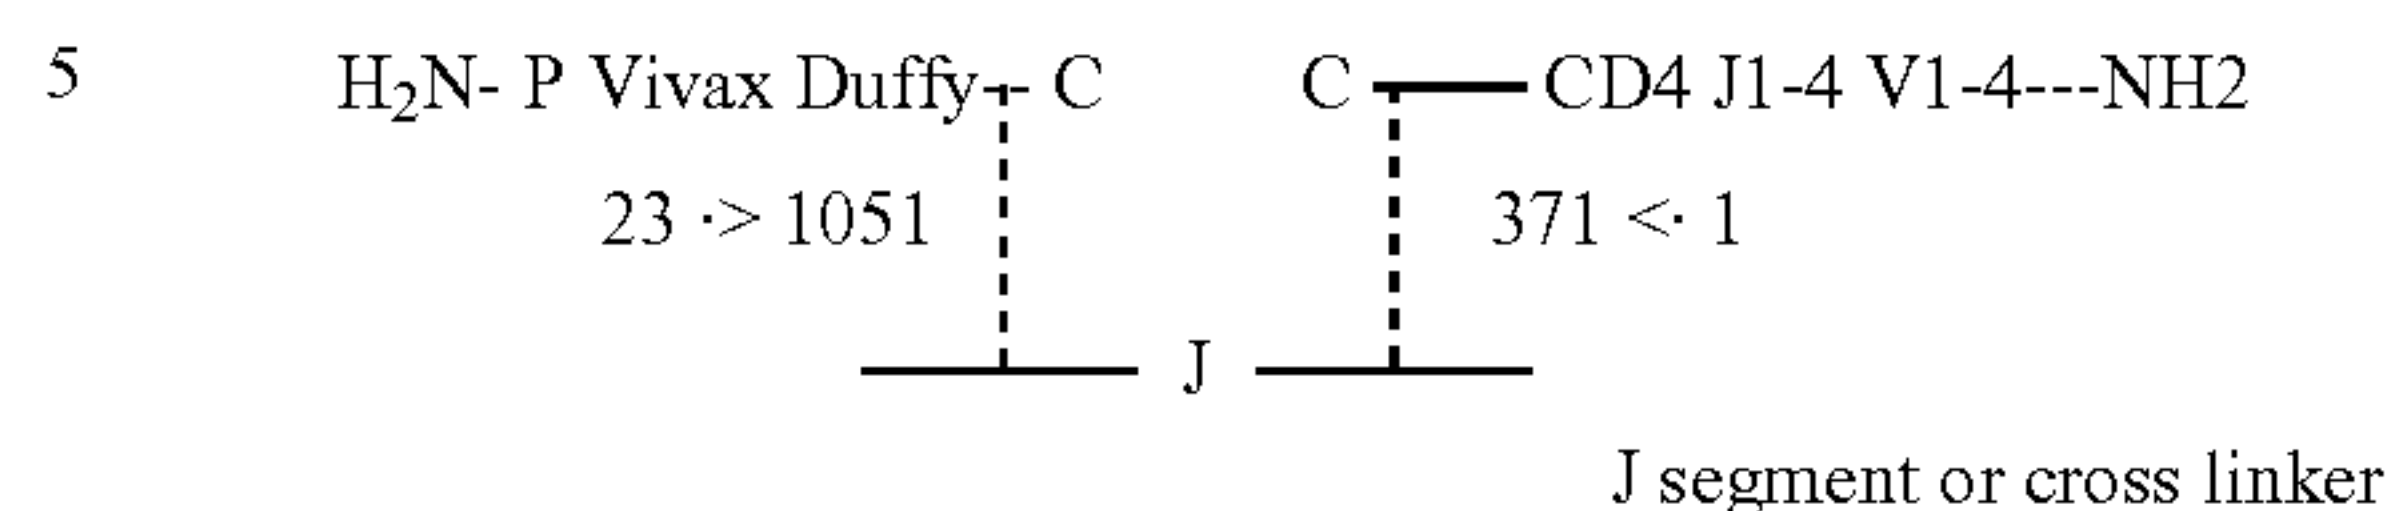 5 H₂N- P Vivax Duffy-- C C — CD4 J1-4 V1-4---NH2
23 ·> 1051 371 <· 1
J
J segment or cross linker